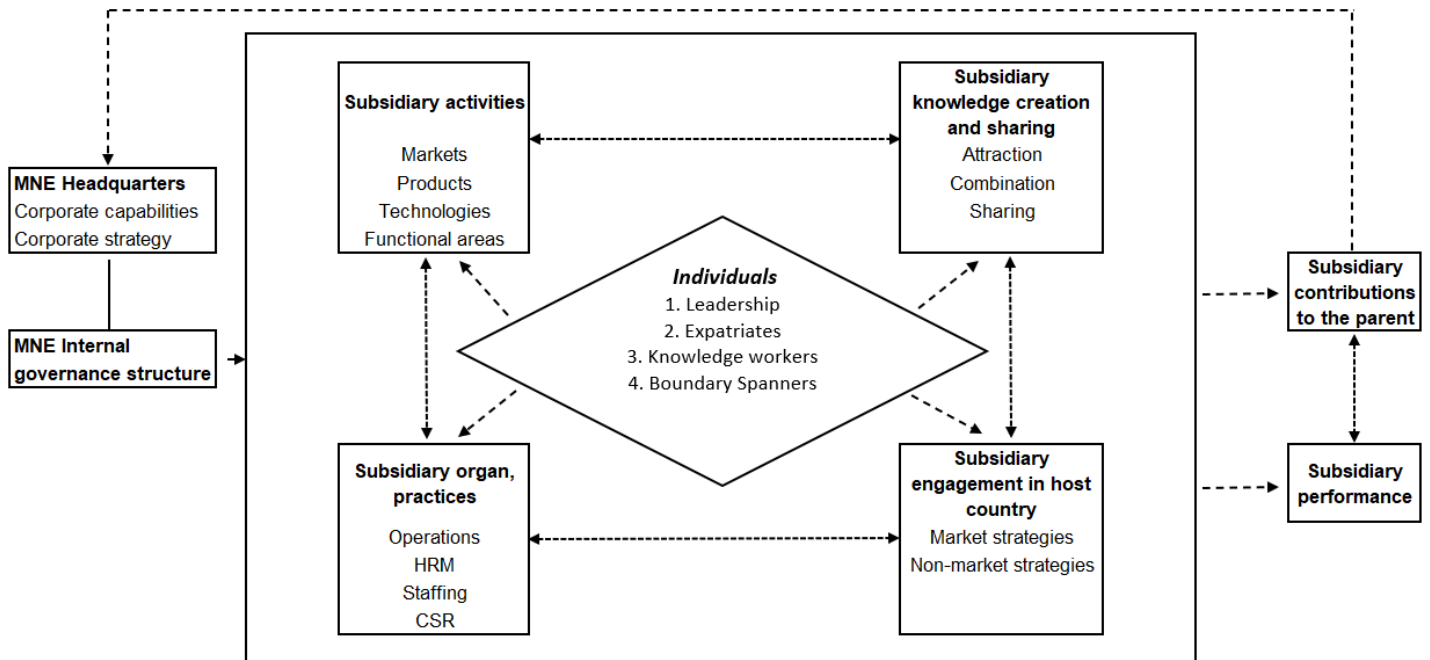 MNE Headquarters
Corporate capabilities
Corporate strategy
MNE Internal
governance structure
Subsidiary activities
Markets
Products
Technologies
Functional areas
Subsidiary
knowledge creation
and sharing
Attraction
Combination
Sharing
Individuals
1. Leadership
2. Expatriates
3. Knowledge workers
4. Boundary Spanners
Subsidiary organ,
practices
Operations
HRM
Staffing
CSR
Subsidiary
engagement in host
country
Market strategies
Non-market strategies
Subsidiary
contributions
to the parent
Subsidiary
performance